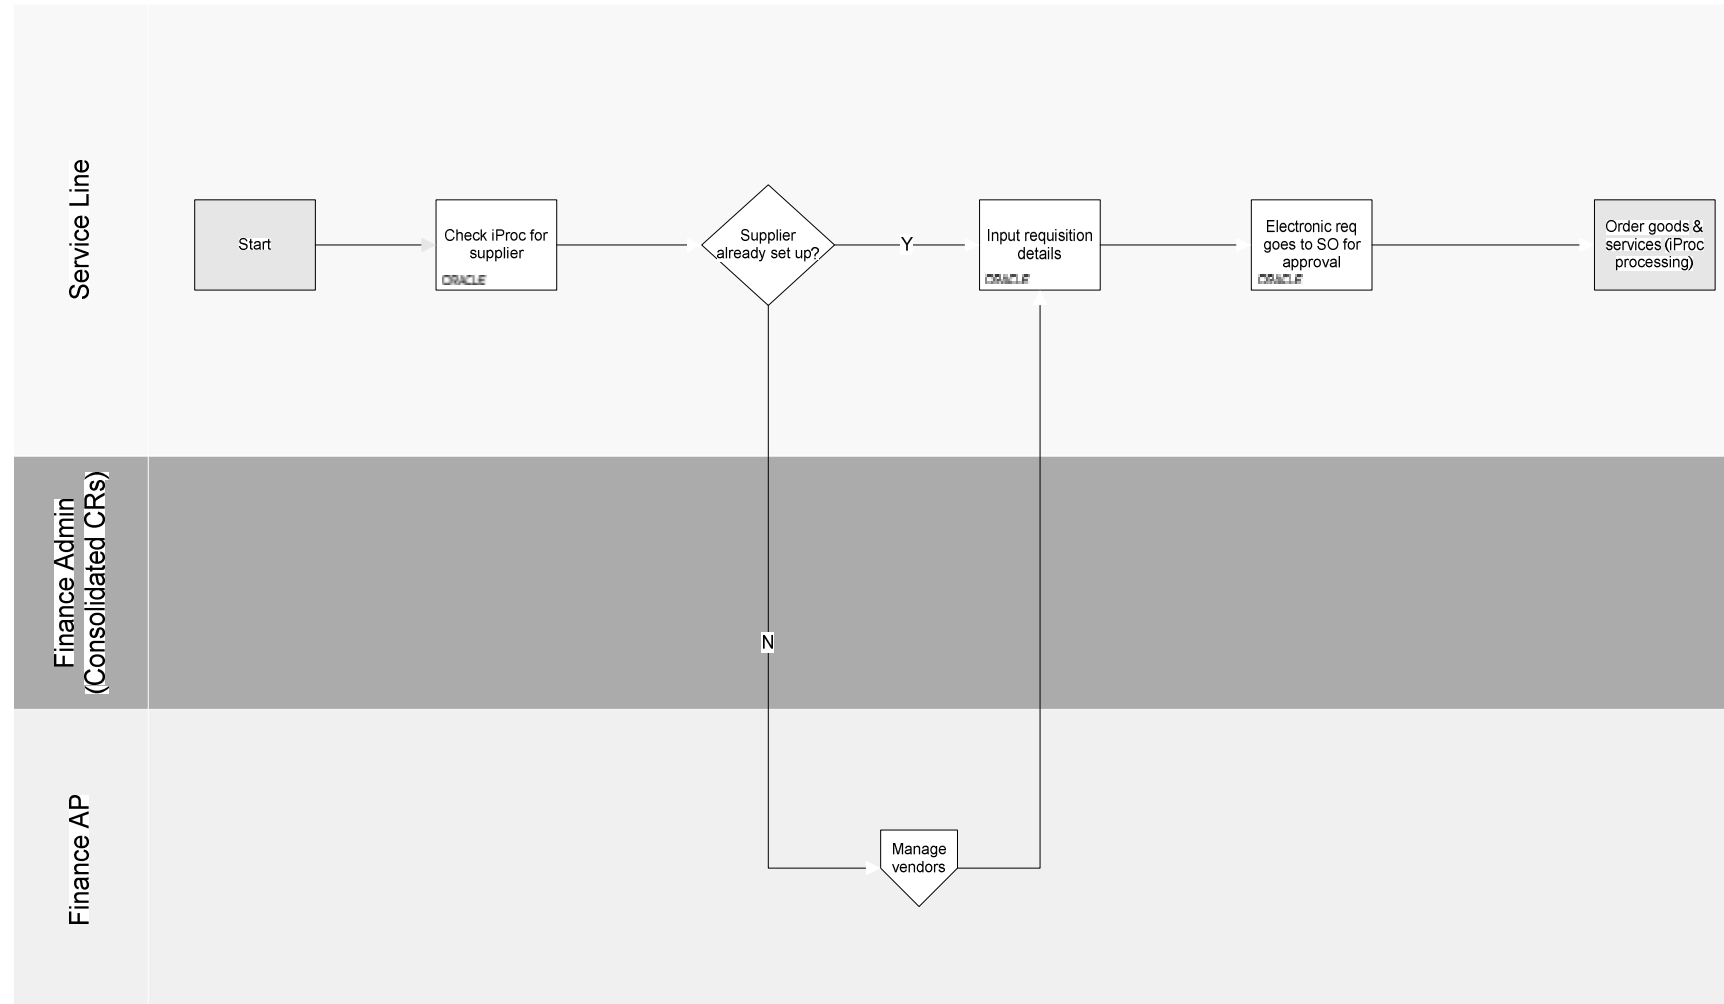 Service Line
Start
Check iProc for
supplier
ORACLE
Supplier
already set up?
Y
Input requisition
details
ORACLE
Electronic req
goes to SO for
approval
ORACLE
Order goods &
services (iProc
processing)
Finance Admin
(Consolidated CRs)
N
Finance AP
Manage
vendors